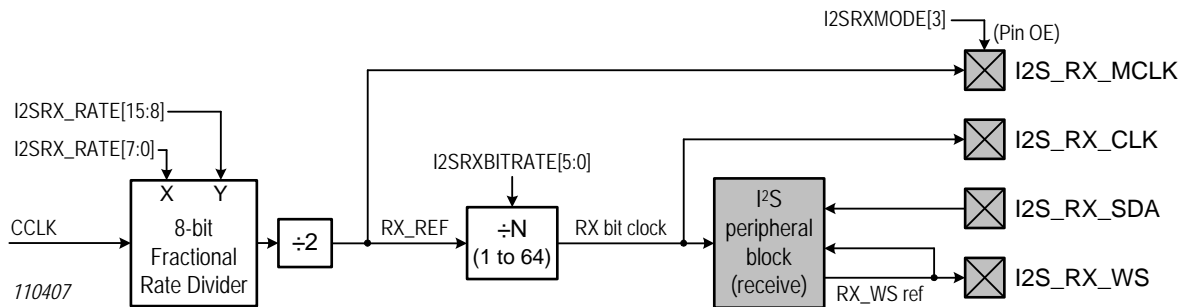 I2SRXMODE[3]
(Pin OE)
I2S_RX_MCLK
I2SRX_RATE[15:8]
I2SRX_RATE[7:0]
I2S_RX_CLK
I2SRXBITRATE[5:0]
X Y
8-bit
Fractional
Rate Divider
CCLK
÷2
RX_REF
÷N
(1 to 64)
RX bit clock
I²S
peripheral
block
(receive)
I2S_RX_SDA
I2S_RX_WS
RX_WS ref
110407